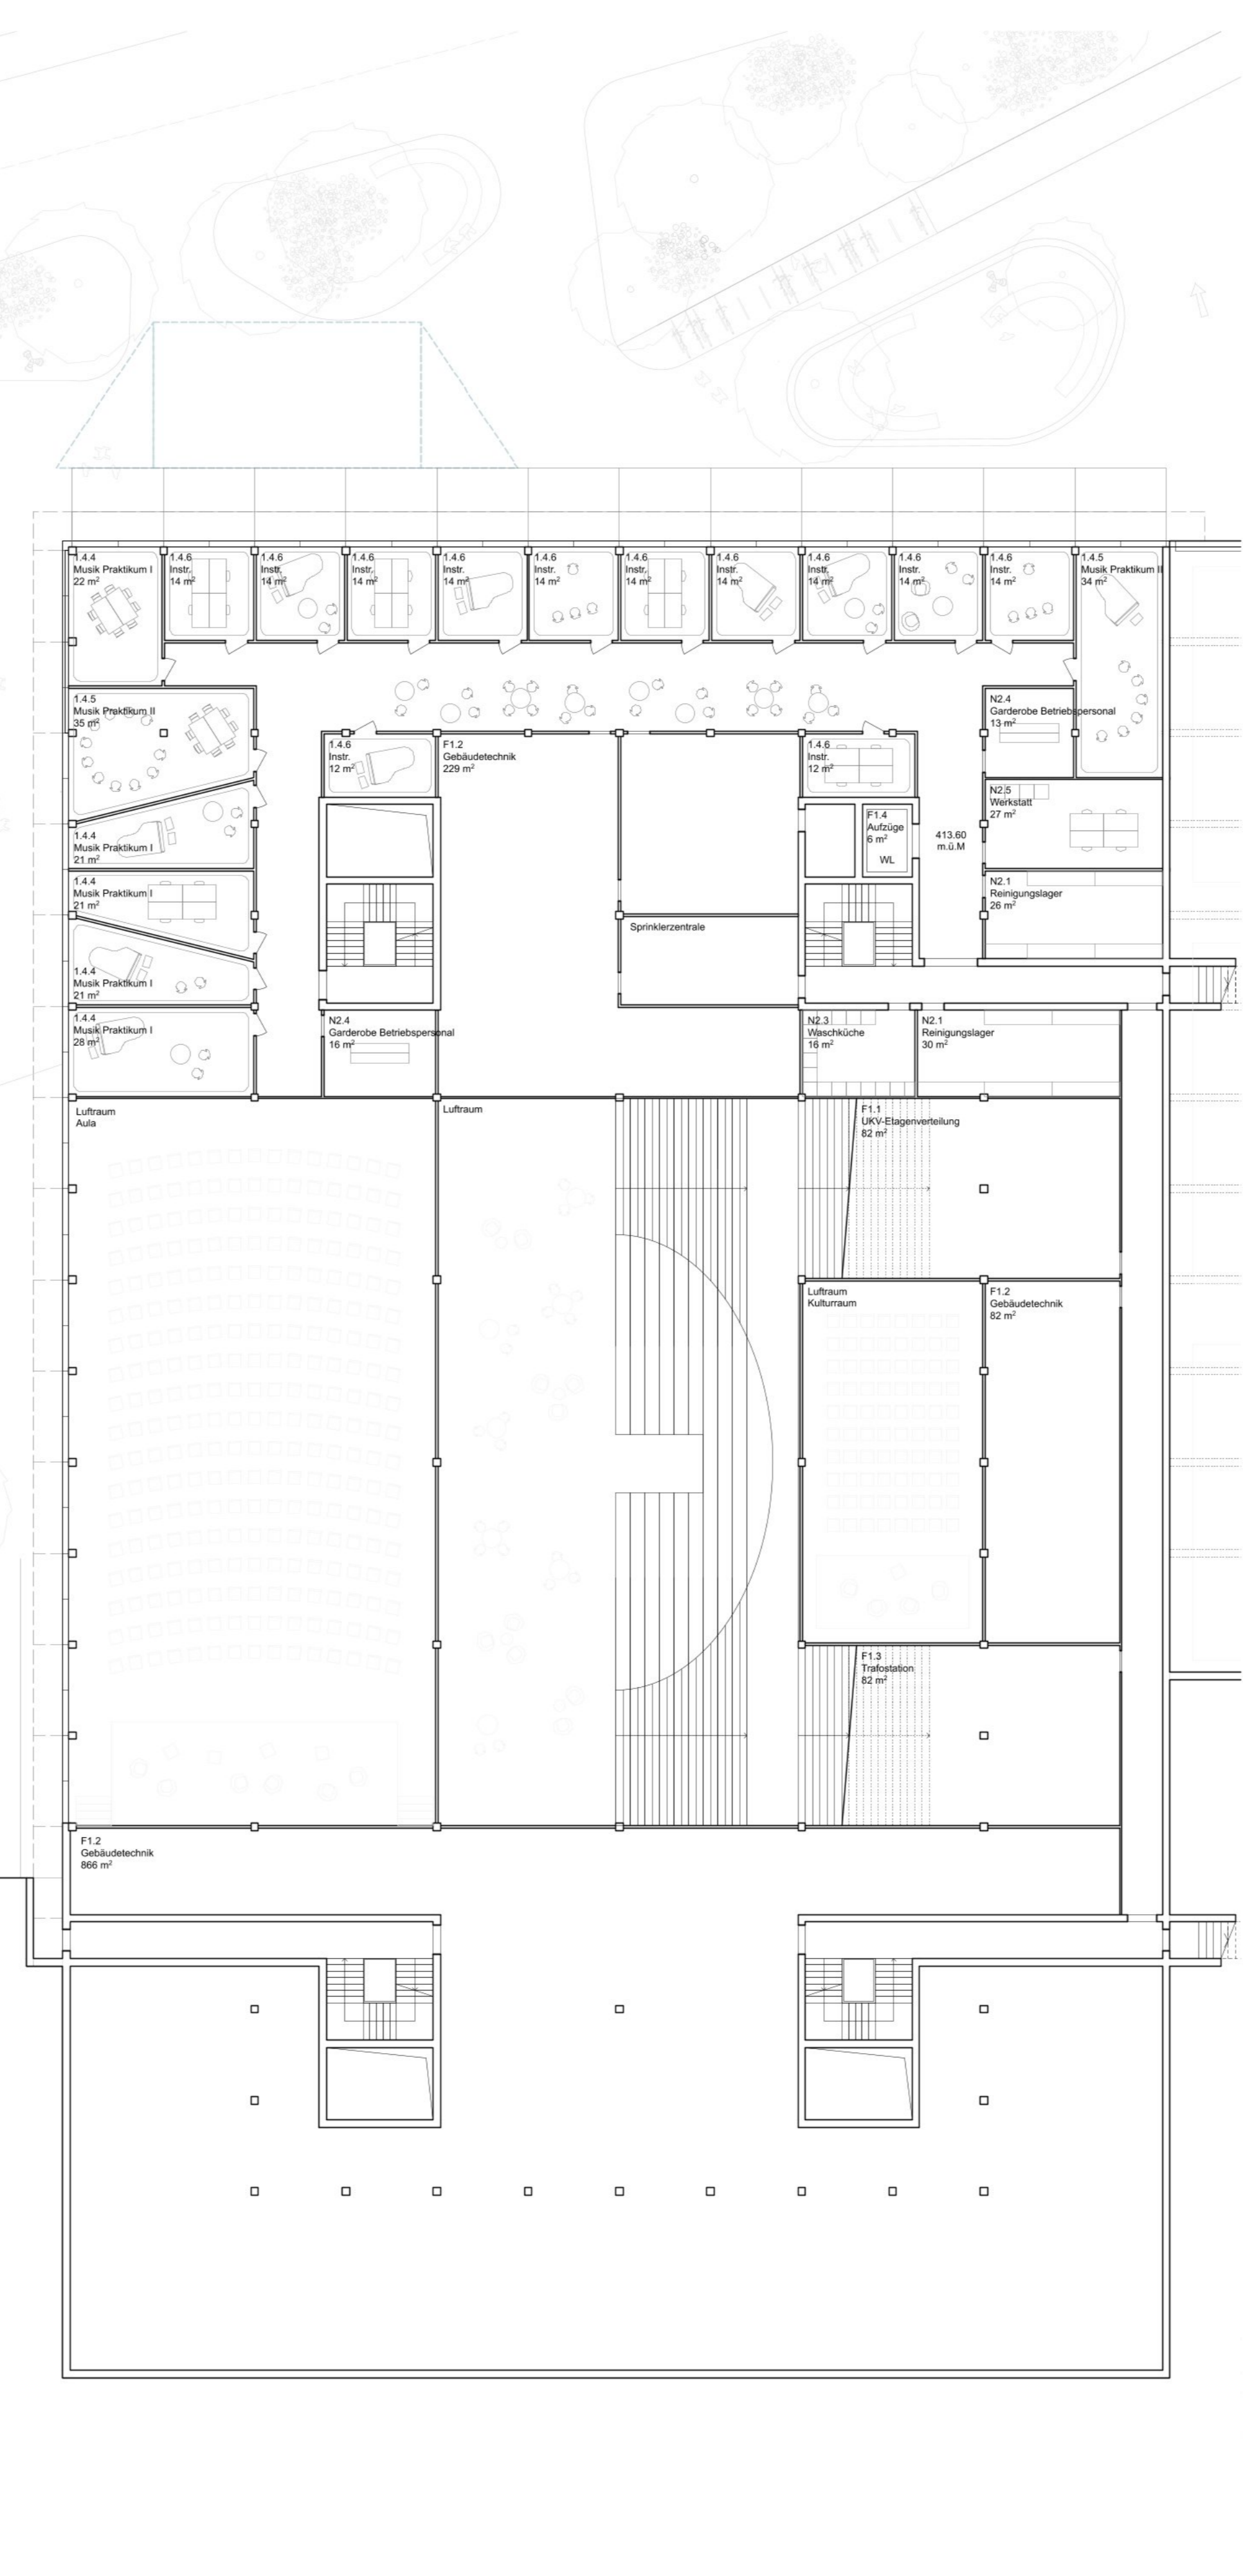 1.4.4
Musik Praktikum I
22 m²
1.4.6
Instr.
14 m²
1.4.6
Instr.
14 m²
1.4.6
Instr.
14 m²
1.4.6
Instr.
14 m²
1.4.6
Instr.
14 m²
1.4.6
Instr.
14 m²
1.4.6
Instr.
14 m²
1.4.6
Instr.
14 m²
1.4.6
Instr.
14 m²
1.4.6
Instr.
14 m²
1.4.5
Musik Praktikum II
34 m²
1.4.5
Musik Praktikum II
35 m²
N2.4
Garderobe Betriebspersonal
13 m²
1.4.6
Instr.
12 m²
F1.2
Gebäudetechnik
229 m²
1.4.6
Instr.
12 m²
N2.5
Werkstatt
27 m²
F1.4
Aufzüge
6 m²
WL
413.60
m.ü.M
1.4.4
Musik Praktikum I
21 m²
1.4.4
Musik Praktikum I
21 m²
N2.1
Reinigungslager
26 m²
Sprinklerzentrale
1.4.4
Musik Praktikum I
21 m²
1.4.4
Musik Praktikum I
28 m²
N2.4
Garderobe Betriebspersonal
16 m²
N2.3
Waschküche
16 m²
N2.1
Reinigungslager
30 m²
Luftraum
Aula
Luftraum
F1.1
UKV-Etagenverteilung
82 m²
Luftraum
Kulturraum
F1.2
Gebäudetechnik
82 m²
F1.3
Trafostation
82 m²
F1.2
Gebäudetechnik
866 m²